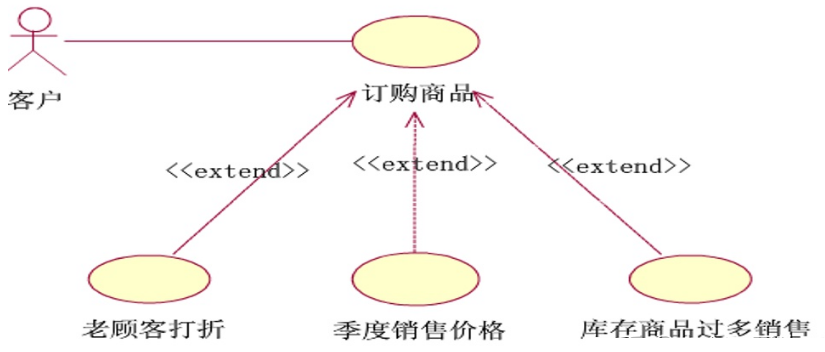 客户
订购商品
<<extend>>
<<extend>>
<<extend>>
老顾客打折
季度销售价格
库存商品过多销售